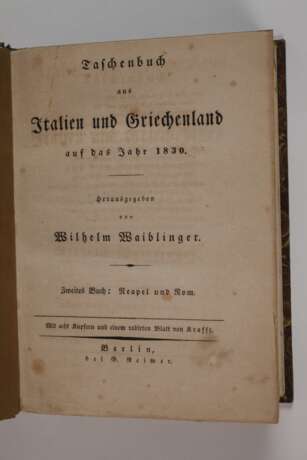 Taschenbuch
aus
Italien und Griechenland
auf das Jahr 1830.
Herausgegeben
von
Wilhelm Waiblinger.
Zweites Buch: Neapel und Rom.
Mit acht Kupfern und einem radirten Blatt von Krafft.
Berlin,
bei G. Reimer.